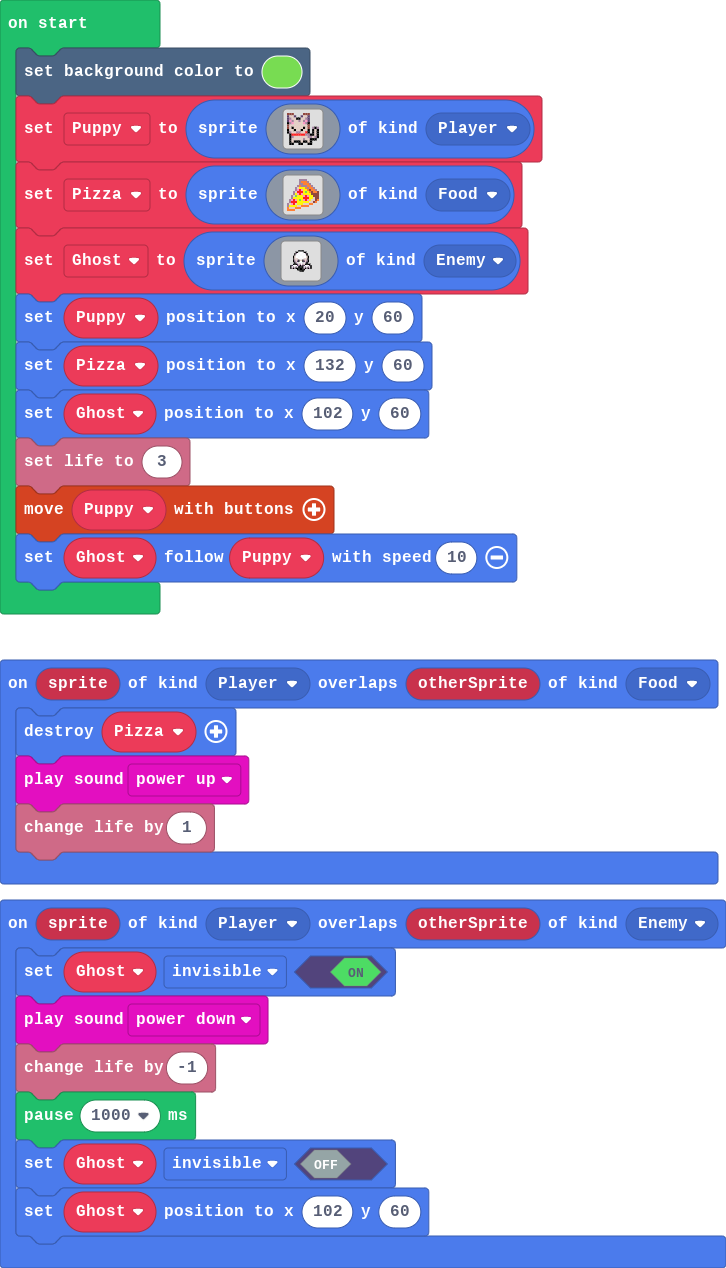 on start
set background color to
set Puppy to sprite of kind Player
set Pizza to sprite of kind Food
set Ghost to sprite of kind Enemy
set Puppy position to x 20 y 60
set Pizza position to x 132 y 60
set Ghost position to x 102 y 60
set life to 3
move Puppy with buttons
set Ghost follow Puppy with speed 10
on sprite of kind Player overlaps otherSprite of kind Food
destroy Pizza
play sound power up
change life by 1
on sprite of kind Player overlaps otherSprite of kind Enemy
set Ghost invisible ON
play sound power down
change life by -1
pause 1000 ms
set Ghost invisible OFF
set Ghost position to x 102 y 60